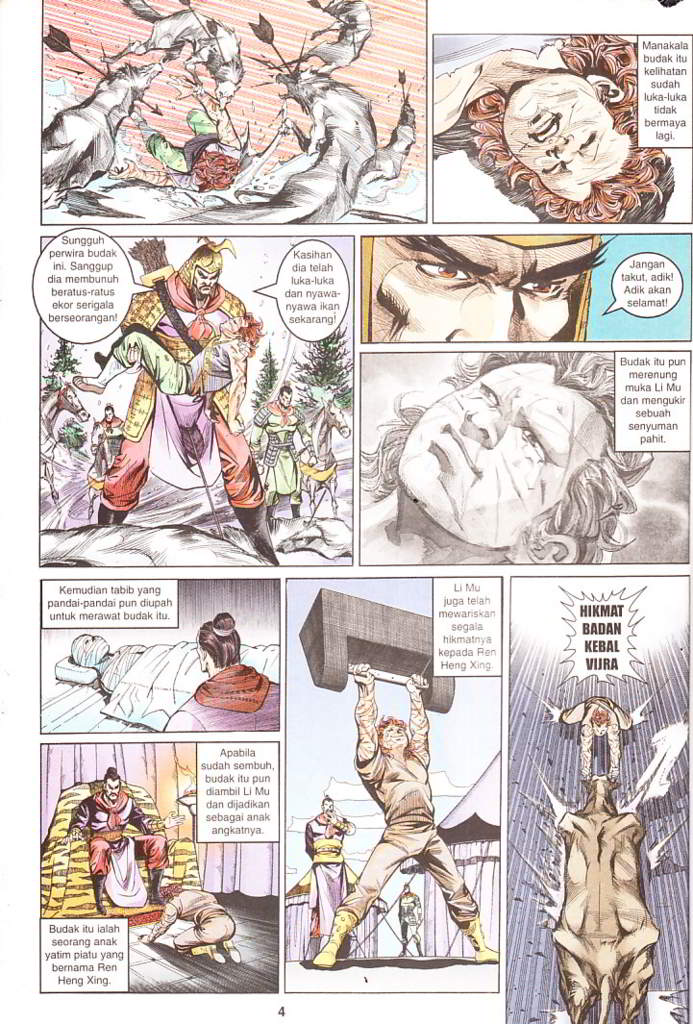 Manakala
budak itu
kelihatan
sudah
luka-luka
tidak
bermaya
lagi.
Sungguh
perwira budak
ini. Sanggup
dia membunuh
beratus-ratus
ekor serigala
berseorangan!
Kasihan
dia telah
luka-luka
dan nyawa-
nyawa ikan
sekarang!
Jangan
takut, adik!
Adik akan
selamat!
Budak itu pun
merenung
muka Li Mu
dan mengukir
sebuah
senyuman
pahit.
Kemudian tabib yang
pandai-pandai pun diupah
untuk merawat budak itu.
Apabila
sudah sembuh,
budak itu pun
diambil Li Mu
dan dijadikan
sebagai anak
angkatnya.
Budak itu ialah
seorang anak
yatim piatu yang
bernama Ren
Heng Xing.
Li Mu
juga telah
mewariskan
segala
hikmatnya
kepada Ren
Heng Xing.
HIKMAT
BADAN
KEBAL
VIJRA
4